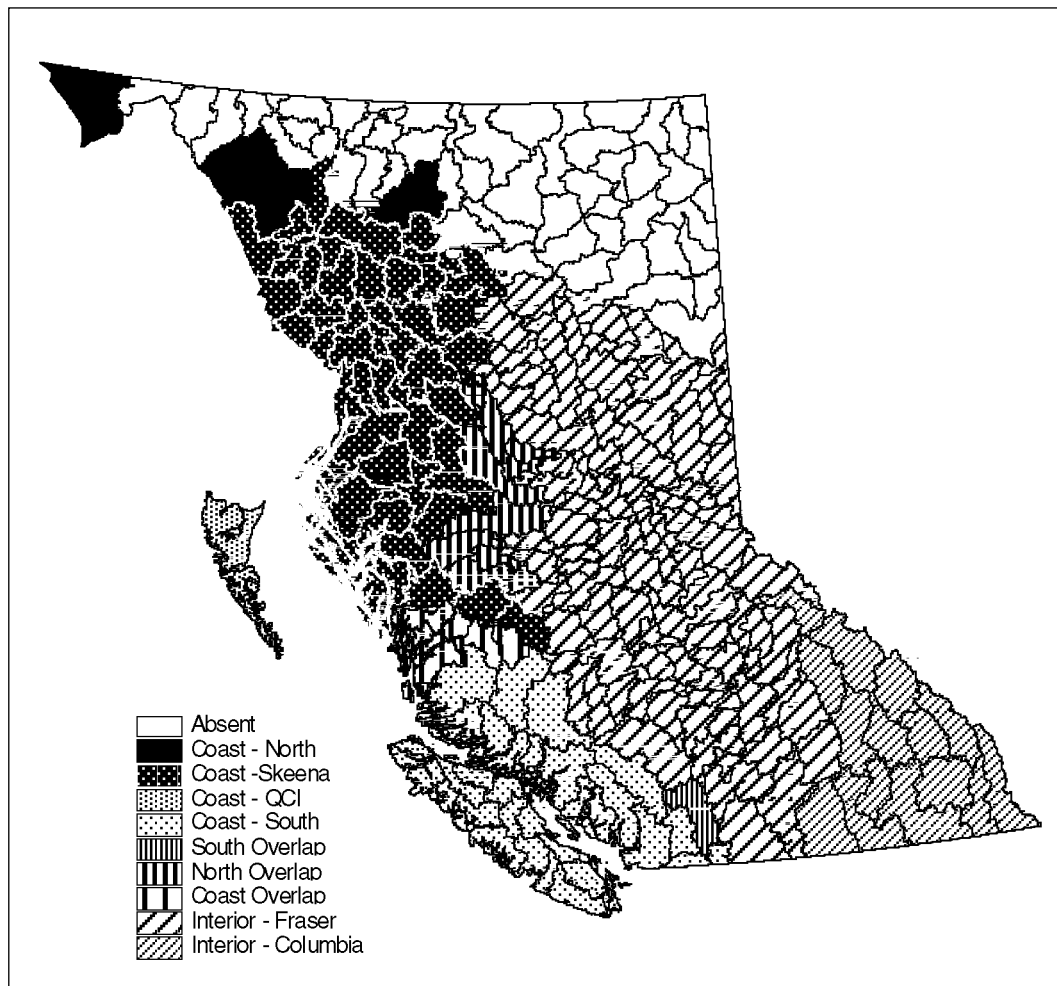 Absent
Coast - North
Coast -Skeena
Coast - QCI
Coast - South
South Overlap
North Overlap
Coast Overlap
Interior - Fraser
Interior - Columbia